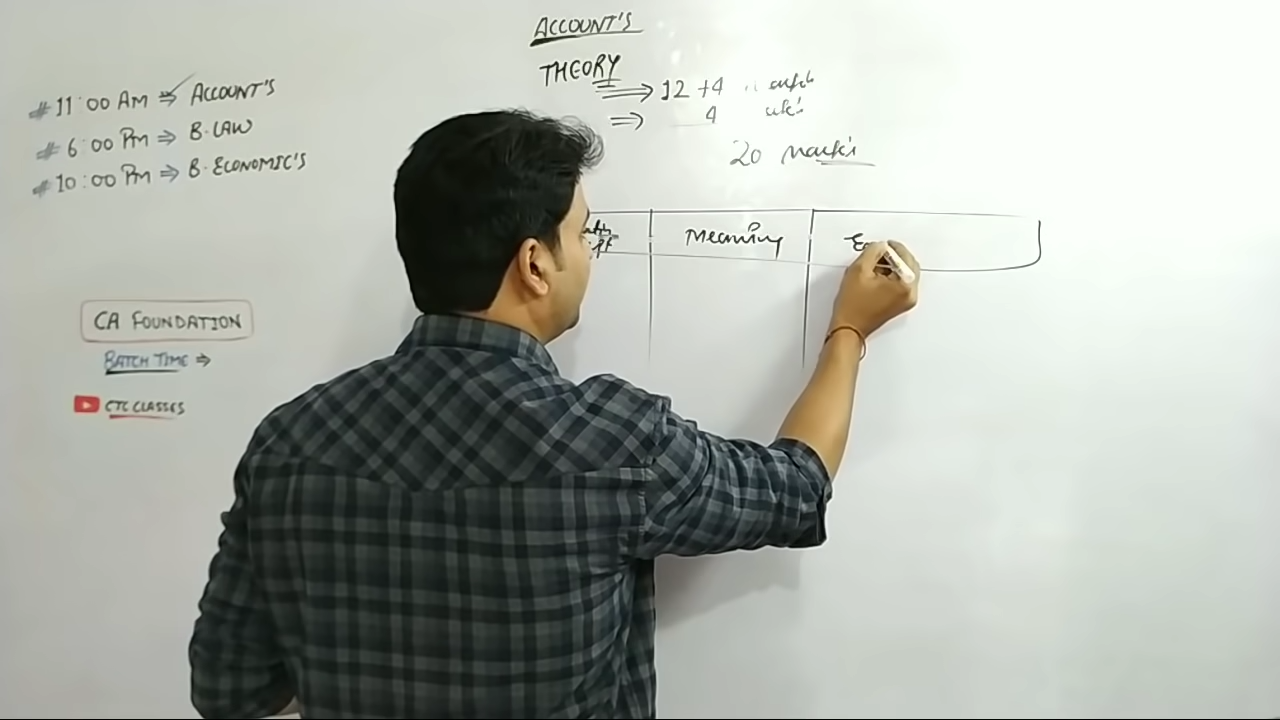 ACCOUNT'S
THEORY
⇒ 12 + 4
⇒ 4
20 Marks
# 11:00 AM ⇒ ACCOUNT'S
# 6:00 PM ⇒ B. LAW
# 10:00 PM ⇒ B. ECONOMIC'S
Meaning
CA FOUNDATION
BATCH TIME ⇒
CTC CLASSES